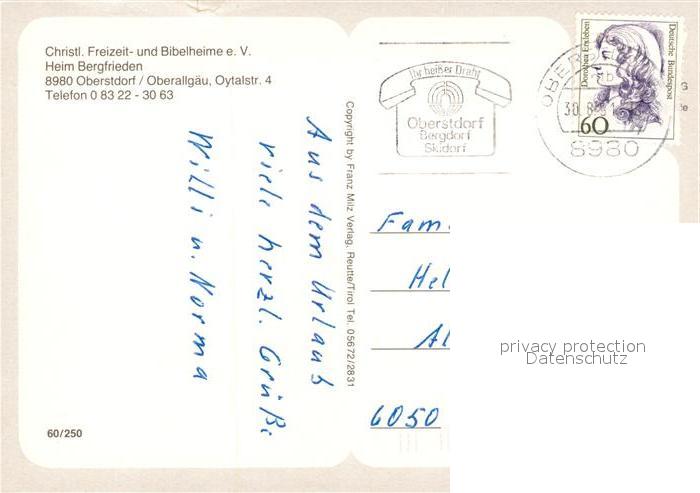 Christl. Freizeit- und Bibelheime e. V.
Heim Bergfrieden
8980 Oberstdorf / Oberallgäu, Oytalstr. 4
Telefon 0 83 22 - 30 63
Aus dem Urlaub
viele herzl. Grüße
Willi u. Norma
60/250
Copyright by Franz Milz Verlag, Reutte/Tirol Tel. 05672/2831
Ihr heißer Draht
Oberstdorf
Bergdorf
Skidorf
8980
Dorothea Erxleben
Deutsche Bundespost
60
Fam.
Hel
Al
6050
privacy protection
Datenschutz